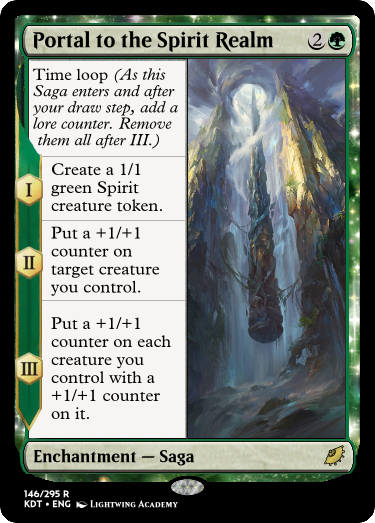 Portal to the Spirit Realm 2
Time loop (As this
Saga enters and after
your draw step, add a
lore counter. Remove
them all after III.)
I
Create a 1/1
green Spirit
creature token.
II
Put a +1/+1
counter on
target creature
you control.
III
Put a +1/+1
counter on each
creature you
control with a
+1/+1 counter
on it.
Enchantment — Saga
146/295 R
KDT • ENG Lightwing Academy